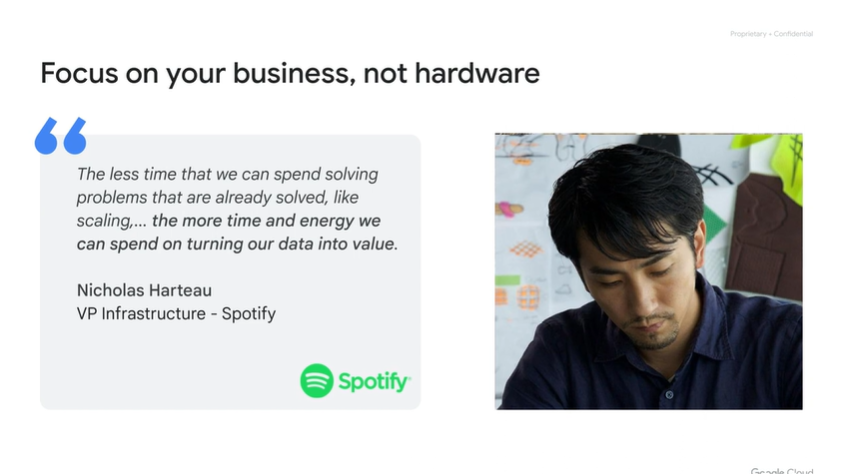 Proprietary + Confidential
Focus on your business, not hardware
The less time that we can spend solving
problems that are already solved, like
scaling,... the more time and energy we
can spend on turning our data into value.
Nicholas Harteau
VP Infrastructure - Spotify
Spotify
Google Cloud